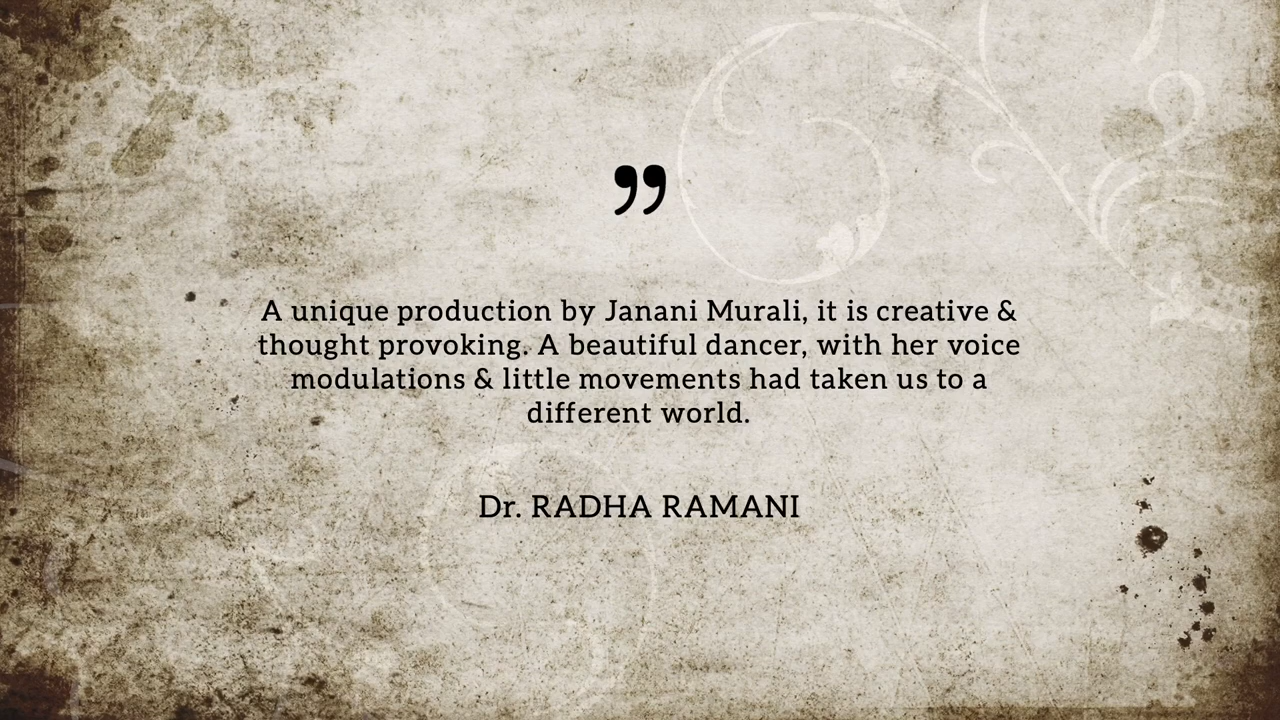 ”
A unique production by Janani Murali, it is creative &
thought provoking. A beautiful dancer, with her voice
modulations & little movements had taken us to a
different world.
Dr. RADHA RAMANI